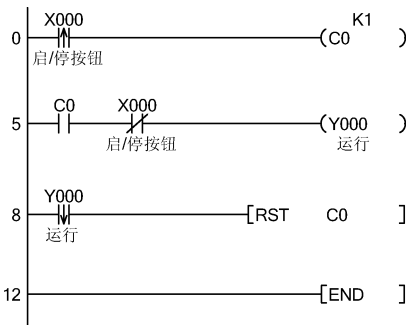 X000 K1
0 C0
启/停按钮
C0 X000
5 Y000
启/停按钮 运行
Y000
8 RST C0
运行
12 END